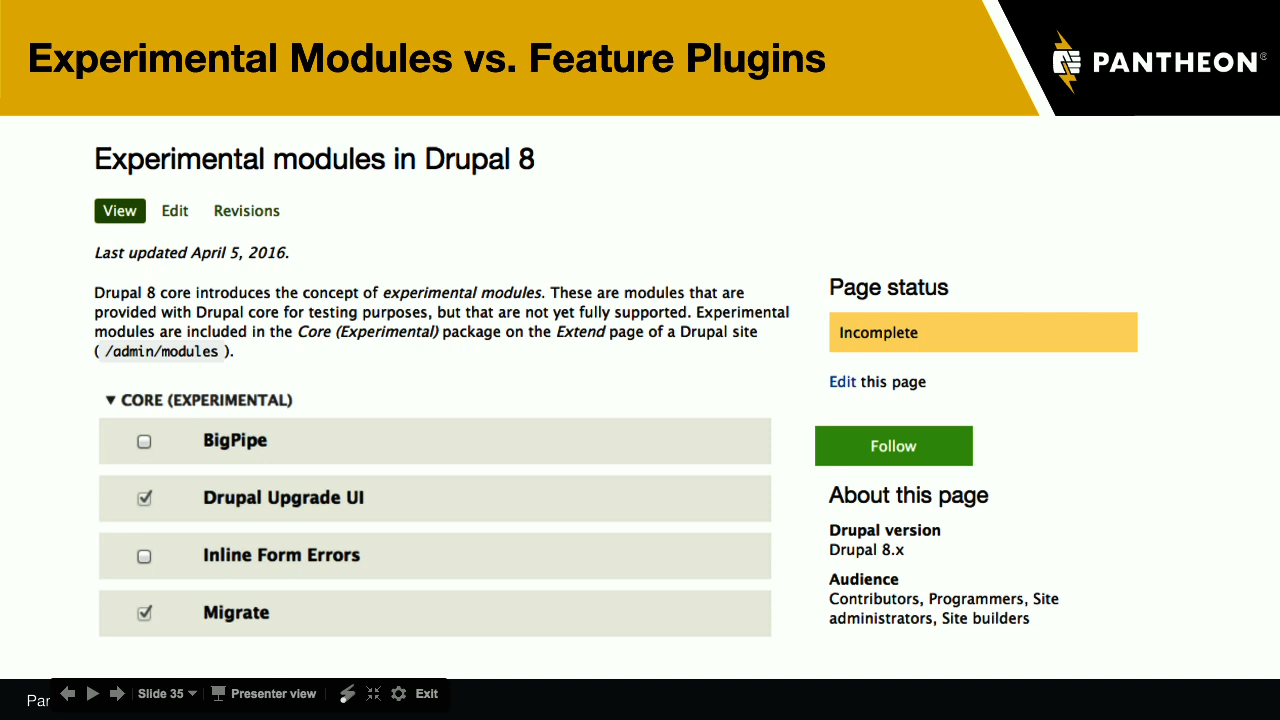 Experimental Modules vs. Feature Plugins
PANTHEON®
Experimental modules in Drupal 8
View Edit Revisions
Last updated April 5, 2016.
Drupal 8 core introduces the concept of experimental modules. These are modules that are
provided with Drupal core for testing purposes, but that are not yet fully supported. Experimental
modules are included in the Core (Experimental) package on the Extend page of a Drupal site
( /admin/modules ).
▼ CORE (EXPERIMENTAL)
BigPipe
Drupal Upgrade UI
Inline Form Errors
Migrate
Page status
Incomplete
Edit this page
Follow
About this page
Drupal version
Drupal 8.x
Audience
Contributors, Programmers, Site
administrators, Site builders
Par
Slide 35 Presenter view Exit